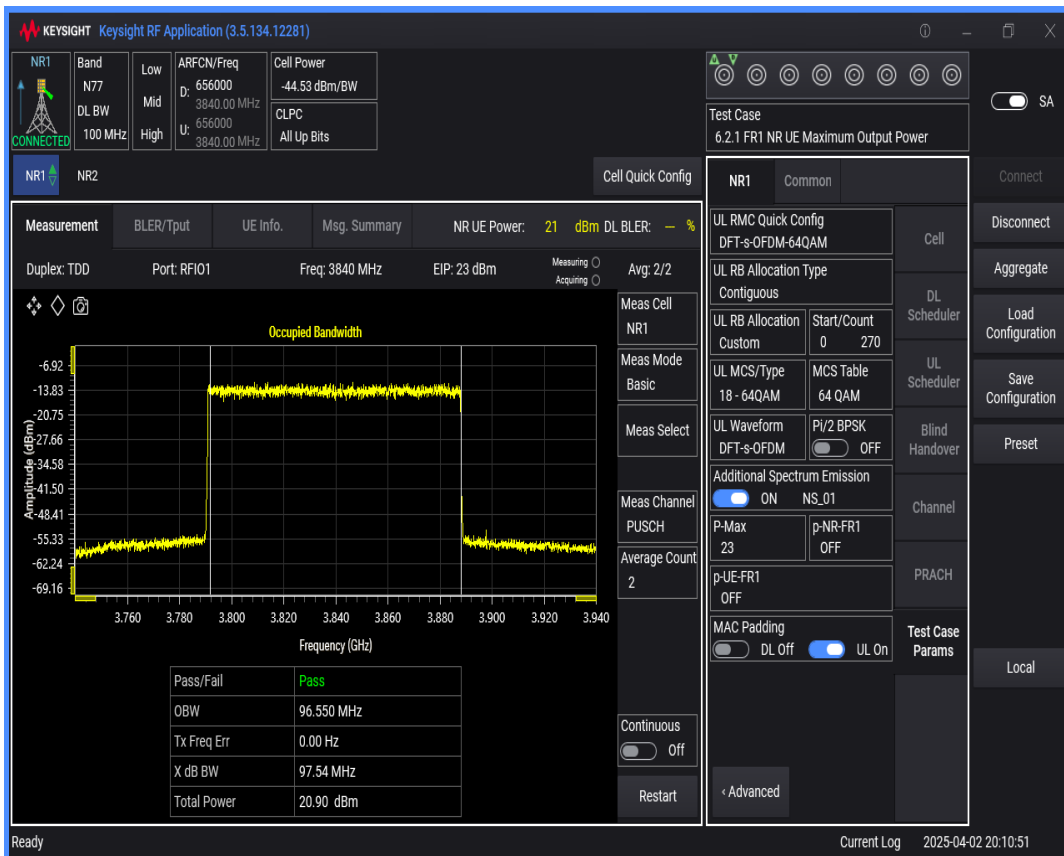 KEYSIGHT Keysight RF Application (3.5.134.12281)
NR1
CONNECTED
Band
N77
DL BW
100 MHz
Low
Mid
High
ARFCN/Freq
D: 656000
3840.00 MHz
U: 656000
3840.00 MHz
Cell Power
-44.53 dBm/BW
CLPC
All Up Bits
Test Case
6.2.1 FR1 NR UE Maximum Output Power
SA
NR1
NR2
Cell Quick Config
Measurement
BLER/Tput
UE Info.
Msg. Summary
NR UE Power: 21 dBm DL BLER: -- %
Duplex: TDD
Port: RFIO1
Freq: 3840 MHz
EIP: 23 dBm
Measuring
Acquiring
Avg: 2/2
Occupied Bandwidth
Amplitude (dBm)
-6.92
-13.83
-20.75
-27.66
-34.58
-41.50
-48.41
-55.33
-62.24
-69.16
3.760 3.780 3.800 3.820 3.840 3.860 3.880 3.900 3.920 3.940
Frequency (GHz)
Pass/Fail Pass
OBW 96.550 MHz
Tx Freq Err 0.00 Hz
X dB BW 97.54 MHz
Total Power 20.90 dBm
Meas Cell
NR1
Meas Mode
Basic
Meas Select
Meas Channel
PUSCH
Average Count
2
Continuous
Off
Restart
NR1
Common
UL RMC Quick Config
DFT-s-OFDM-64QAM
UL RB Allocation Type
Contiguous
UL RB Allocation
Custom
Start/Count
0 270
UL MCS/Type
18 - 64QAM
MCS Table
64 QAM
UL Waveform
DFT-s-OFDM
Pi/2 BPSK
OFF
Additional Spectrum Emission
ON NS_01
P-Max
23
p-NR-FR1
OFF
p-UE-FR1
OFF
MAC Padding
DL Off UL On
‹ Advanced
Cell
DL
Scheduler
UL
Scheduler
Blind
Handover
Channel
PRACH
Test Case
Params
Connect
Disconnect
Aggregate
Load
Configuration
Save
Configuration
Preset
Local
Ready
Current Log
2025-04-02 20:10:51